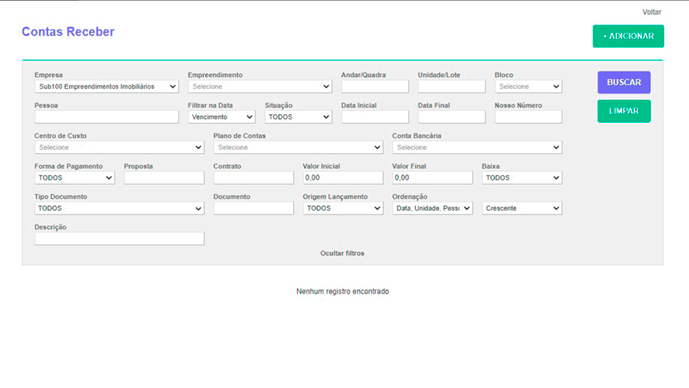 Voltar
Contas Receber
+ ADICIONAR
Empresa Empreendimento Andar/Quadra Unidade/Lote Bloco
Sub100 Empreendimentos Imobiliários Selecione Selecione
BUSCAR
Pessoa Filtrar na Data Situação Data Inicial Data Final Nosso Número
Vencimento TODOS
LIMPAR
Centro de Custo Plano de Contas Conta Bancária
Selecione Selecione Selecione
Forma de Pagamento Proposta Contrato Valor Inicial Valor Final Baixa
TODOS 0,00 0,00 TODOS
Tipo Documento Documento Origem Lançamento Ordenação
TODOS TODOS Data, Unidade, Pess Crescente
Descrição
Ocultar filtros
Nenhum registro encontrado